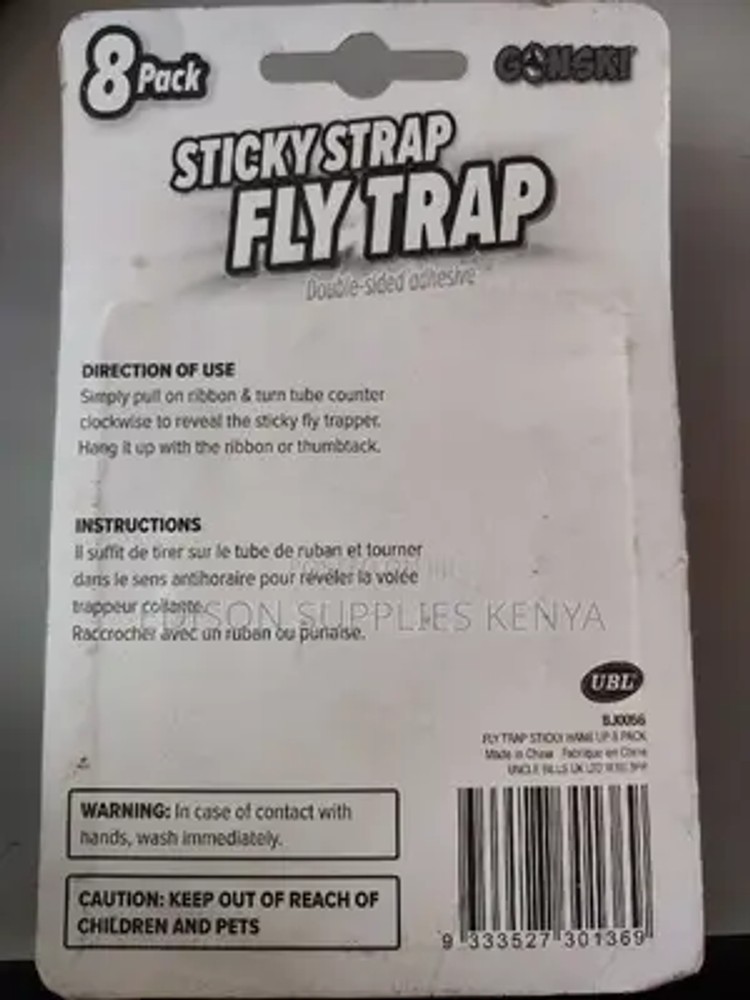 8 Pack
GONSKI
STICKY STRAP
FLY TRAP
Double-sided adhesive
DIRECTION OF USE
Simply pull on ribbon & turn tube counter
clockwise to reveal the sticky fly trapper.
Hang it up with the ribbon or thumbtack.
INSTRUCTIONS
Il suffit de tirer sur le tube de ruban et tourner
dans le sens antihoraire pour révéler la volée
trappeur collante.
EDISON SUPPLIES KENYA
Raccrocher avec un ruban ou punaise.
UBL
BJ0056
FLY TRAP STICKY HANG UP 8 PACK
Made in China Fabriqué en Chine
UNCLE BILLS UK LTD
WARNING: In case of contact with
hands, wash immediately.
CAUTION: KEEP OUT OF REACH OF
CHILDREN AND PETS
9 333527 301369